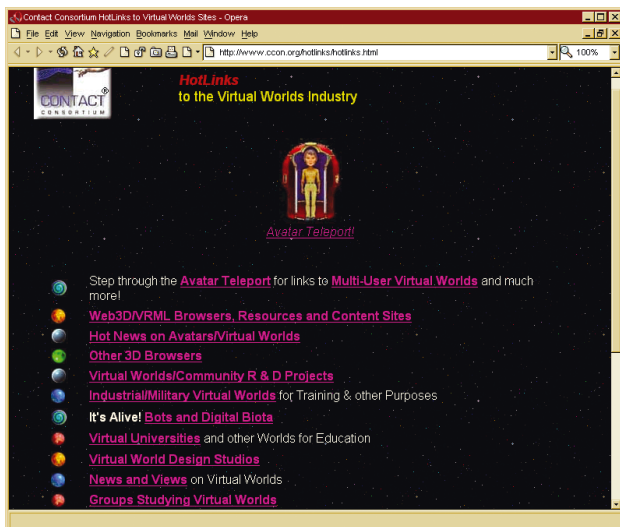 Contact Consortium HotLinks to Virtual Worlds Sites - Opera
File Edit View Navigation Bookmarks Mail Window Help
http://www.ccon.org/hotlinks/hotlinks.html 100%
CONTACT ®
CONSORTIUM
HotLinks
to the Virtual Worlds Industry
Avatar Teleport!
Step through the Avatar Teleport for links to Multi-User Virtual Worlds and much
more!
Web3D/VRML Browsers, Resources and Content Sites
Hot News on Avatars/Virtual Worlds
Other 3D Browsers
Virtual Worlds/Community R & D Projects
Industrial/Military Virtual Worlds for Training & other Purposes
It's Alive! Bots and Digital Biota
Virtual Universities and other Worlds for Education
Virtual World Design Studios
News and Views on Virtual Worlds
Groups Studying Virtual Worlds